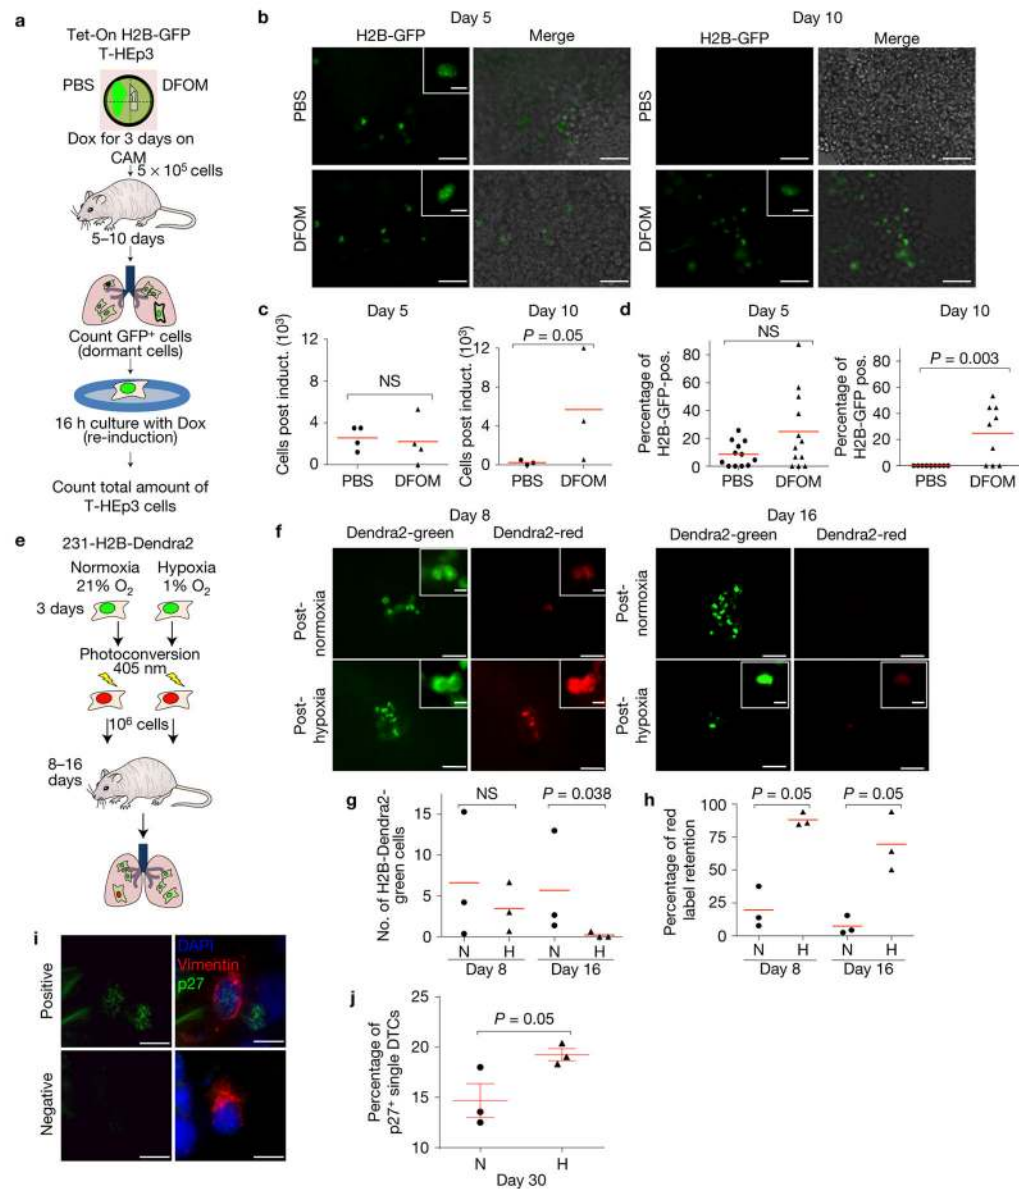 a
Tet-On H2B-GFP
T-HEp3
PBS
DFOM
Dox for 3 days on
CAM
5 × 10⁵ cells
5–10 days
Count GFP⁺ cells
(dormant cells)
16 h culture with Dox
(re-induction)
Count total amount of
T-HEp3 cells
b
Day 5
Day 10
H2B-GFP
Merge
H2B-GFP
Merge
PBS
PBS
DFOM
DFOM
c
Day 5
Day 10
Cells post induct. (10³)
12
9
6
3
0
NS
PBS
DFOM
Cells post induct. (10³)
12
8
4
0
P = 0.05
PBS
DFOM
d
Day 5
Day 10
Percentage of
H2B-GFP-pos.
80
60
40
20
0
NS
PBS
DFOM
Percentage of
H2B-GFP pos.
80
60
40
20
0
P = 0.003
PBS
DFOM
e
231-H2B-Dendra2
Normoxia
21% O₂
Hypoxia
1% O₂
3 days
Photoconversion
405 nm
10⁶ cells
8–16
days
f
Day 8
Day 16
Dendra2-green
Dendra2-red
Dendra2-green
Dendra2-red
Post-
normoxia
Post-
normoxia
Post-
hypoxia
Post-
hypoxia
g
No. of H2B-Dendra2-
green cells
15
10
5
0
NS
P = 0.038
N
H
N
H
Day 8
Day 16
h
Percentage of red
label retention
100
75
50
25
0
P = 0.05
P = 0.05
N
H
N
H
Day 8
Day 16
i
Positive
Negative
DAPI
Vimentin
p27
j
Percentage of
p27⁺ single DTCs
25
20
15
10
P = 0.05
N
H
Day 30